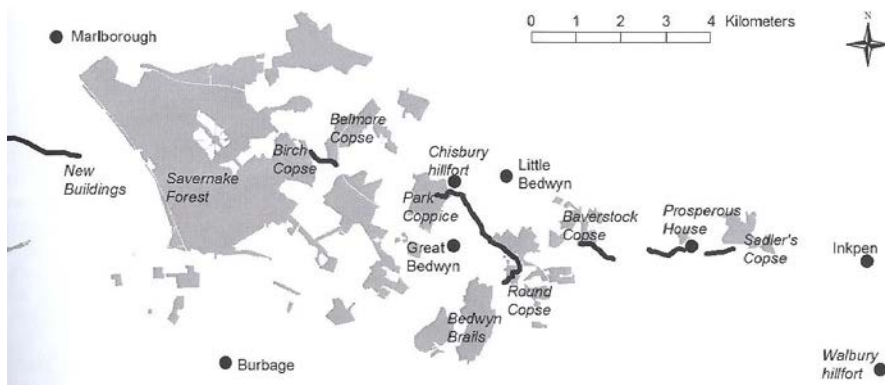 0 1 2 3 4 Kilometers
Marlborough
Belmore
Copse
Birch
Copse
New
Buildings
Savernake
Forest
Chisbury
hillfort
Little
Bedwyn
Park
Coppice
Baverstock
Copse
Prosperous
House
Sadler's
Copse
Great
Bedwyn
Inkpen
Round
Copse
Bedwyn
Brails
Burbage
Walbury
hillfort